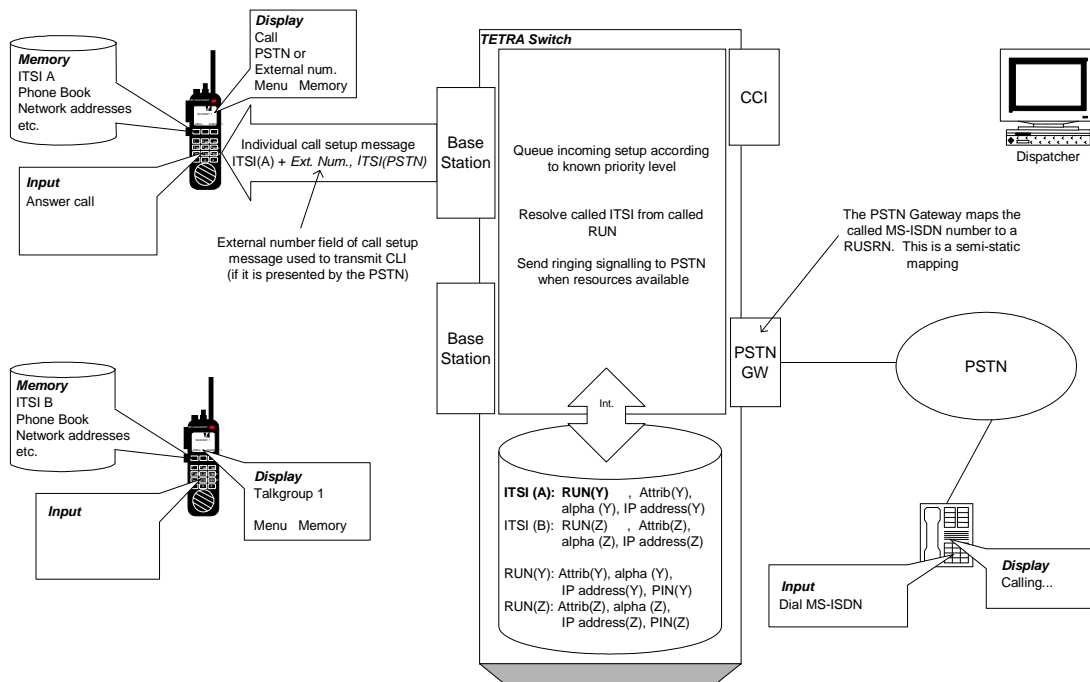 Memory
ITSI A
Phone Book
Network addresses
etc.
Display
Call
PSTN or
External num.
Menu Memory
Input
Answer call
Individual call setup message
ITSI(A) + Ext. Num., ITSI(PSTN)
External number field of call setup
message used to transmit CLI
(if it is presented by the PSTN)
TETRA Switch
Base
Station
Base
Station
CCI
Queue incoming setup according
to known priority level
Resolve called ITSI from called
RUN
Send ringing signalling to PSTN
when resources available
Dispatcher
The PSTN Gateway maps the
called MS-ISDN number to a
RUSRN. This is a semi-static
mapping
PSTN
GW
PSTN
Int.
Memory
ITSI B
Phone Book
Network addresses
etc.
Input
Display
Talkgroup 1
Menu Memory
ITSI (A): RUN(Y) , Attrib(Y),
alpha (Y), IP address(Y)
ITSI (B): RUN(Z) , Attrib(Z),
alpha (Z), IP address(Z)
RUN(Y): Attrib(Y), alpha (Y),
IP address(Y), PIN(Y)
RUN(Z): Attrib(Z), alpha (Z),
IP address(Z), PIN(Z)
Input
Dial MS-ISDN
Display
Calling...